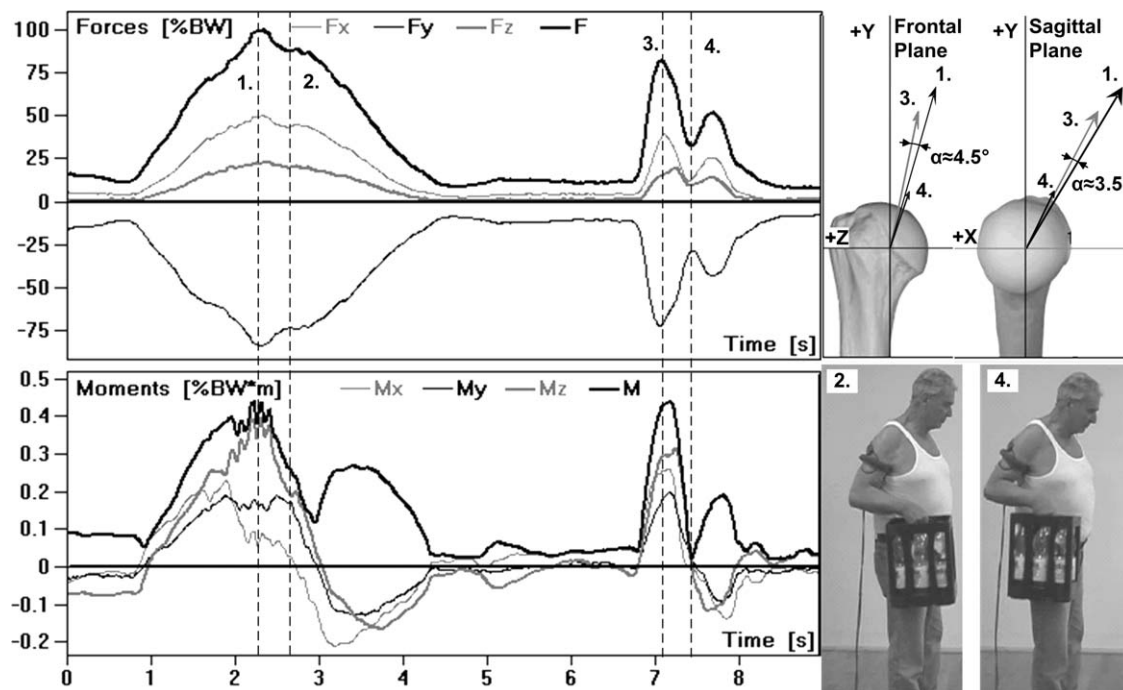 Forces [%BW] Fx Fy Fz F
100
75
50
25
0
-25
-50
-75
1. 2. 3. 4.
Time [s]
Moments [%BW*m] Mx My Mz M
0.5
0.4
0.3
0.2
0.1
0
-0.1
-0.2
Time [s]
0 1 2 3 4 5 6 7 8
+Y Frontal
Plane
1.
3.
α≈4.5°
4.
+Z
+Y Sagittal
Plane
1.
3.
α≈3.5
4.
+X
2.
4.